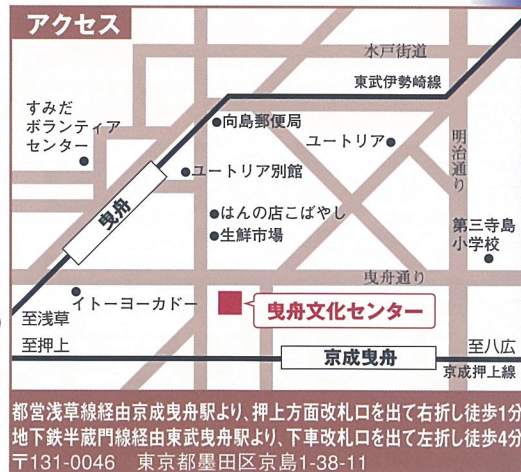 アクセス
水戸街道
東武伊勢崎線
すみだ
ボランティア
センター
向島郵便局
ユートリア
明治通り
ユートリア別館
曳舟
はんの店こばやし
生鮮市場
第三寺島
小学校
曳舟通り
イトーヨーカドー
曳舟文化センター
至浅草
至押上
京成曳舟
至八広
京成押上線
都営浅草線経由京成曳舟駅より、押上方面改札口を出て右折し徒歩1分
地下鉄半蔵門線経由東武曳舟駅より、下車改札口を出て左折し徒歩4分
〒131-0046 東京都墨田区京島1-38-11